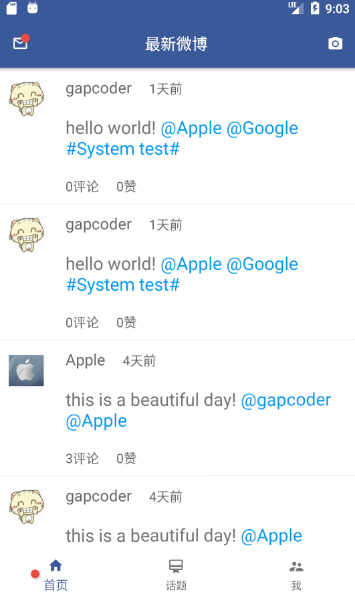 LTE 9:03
最新微博
gapcoder 1天前
hello world! @Apple @Google
#System test#
0评论 0赞
gapcoder 1天前
hello world! @Apple @Google
#System test#
0评论 0赞
Apple 4天前
this is a beautiful day! @gapcoder
@Apple
3评论 0赞
gapcoder 4天前
this is a beautiful day! @Apple
首页 话题 我